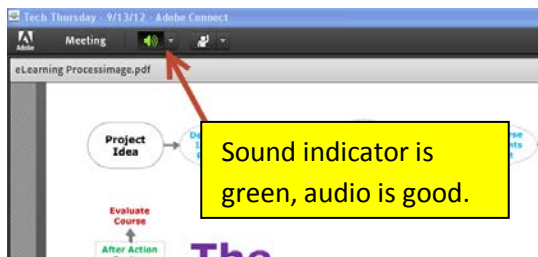 Tech Thursday - 9/13/12 - Adobe Connect
Adobe
Meeting
eLearning Processimage.pdf
Project
Idea
Sound indicator is
green, audio is good.
Evaluate
Course
After Action
The